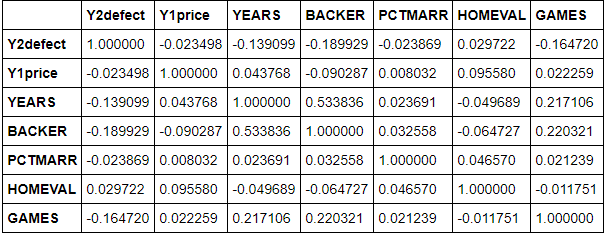 Y2defect Y1price YEARS BACKER PCTMARR HOMEVAL GAMES
Y2defect 1.000000 -0.023498 -0.139099 -0.189929 -0.023869 0.029722 -0.164720
Y1price -0.023498 1.000000 0.043768 -0.090287 0.008032 0.095580 0.022259
YEARS -0.139099 0.043768 1.000000 0.533836 0.023691 -0.049689 0.217106
BACKER -0.189929 -0.090287 0.533836 1.000000 0.032558 -0.064727 0.220321
PCTMARR -0.023869 0.008032 0.023691 0.032558 1.000000 0.046570 0.021239
HOMEVAL 0.029722 0.095580 -0.049689 -0.064727 0.046570 1.000000 -0.011751
GAMES -0.164720 0.022259 0.217106 0.220321 0.021239 -0.011751 1.000000